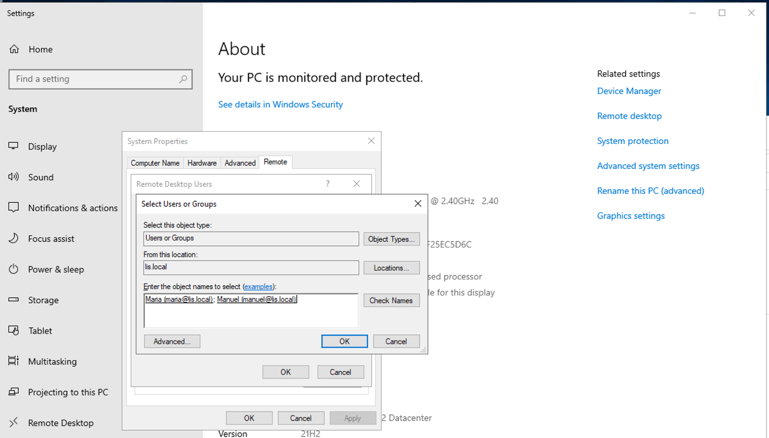 Settings
Home
Find a setting
System
Display
Sound
Notifications & actions
Focus assist
Power & sleep
Storage
Tablet
Multitasking
Projecting to this PC
Remote Desktop
About
Your PC is monitored and protected.
See details in Windows Security
@ 2.40GHz 2.40
F25EC5D6C
sed processor
le for this display
2 Datacenter
Version 21H2
Related settings
Device Manager
Remote desktop
System protection
Advanced system settings
Rename this PC (advanced)
Graphics settings
System Properties
Computer Name Hardware Advanced Remote
Remote Desktop Users ?
Select Users or Groups
Select this object type:
Users or Groups
Object Types...
From this location:
lis.local
Locations...
Enter the object names to select (examples):
Maria (maria@lis.local); Manuel (manuel@lis.local)
Check Names
Advanced...
OK Cancel
OK Cancel
OK Cancel Apply